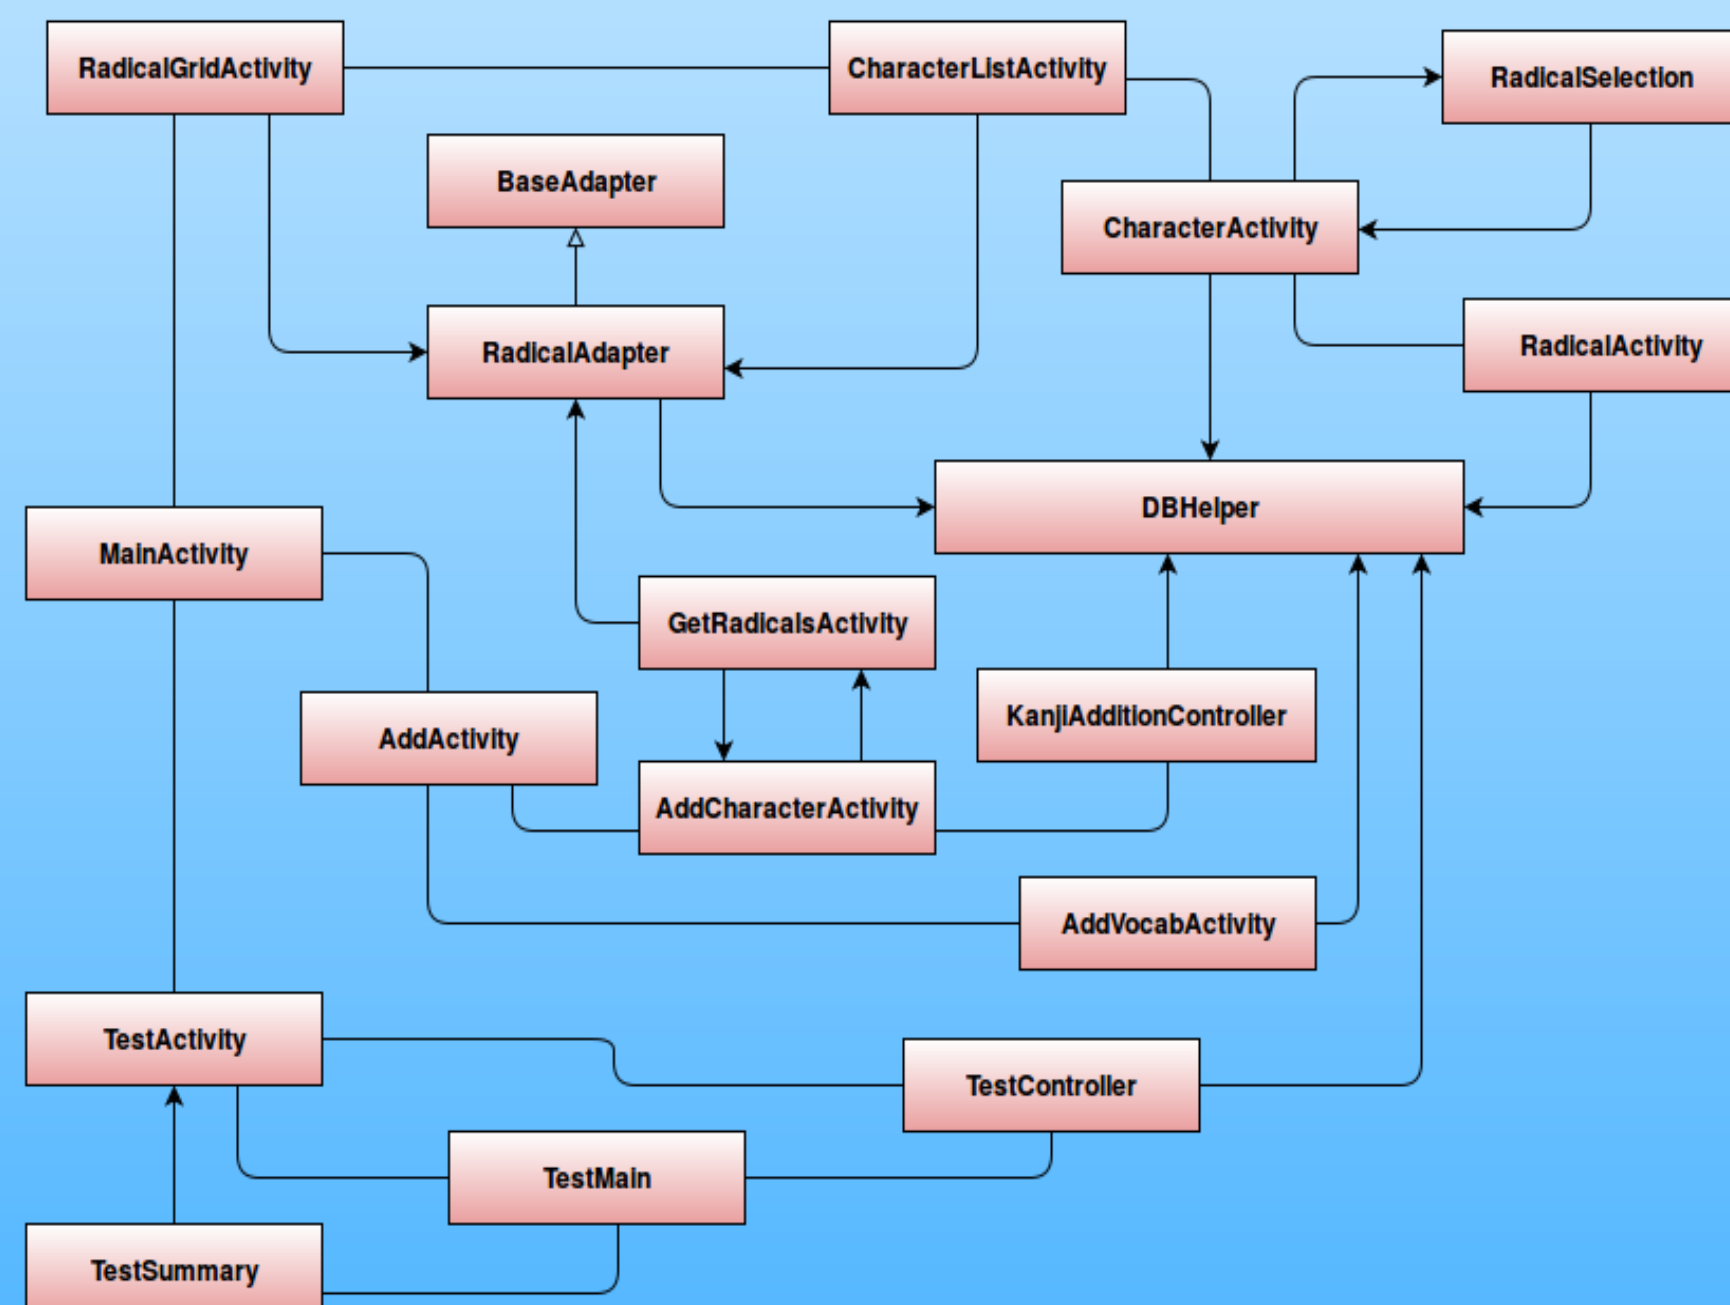 RadicalGridActivity
CharacterListActivity
RadicalSelection
BaseAdapter
CharacterActivity
RadicalAdapter
RadicalActivity
DBHelper
MainActivity
GetRadicalsActivity
KanjiAdditionController
AddActivity
AddCharacterActivity
AddVocabActivity
TestActivity
TestController
TestMain
TestSummary